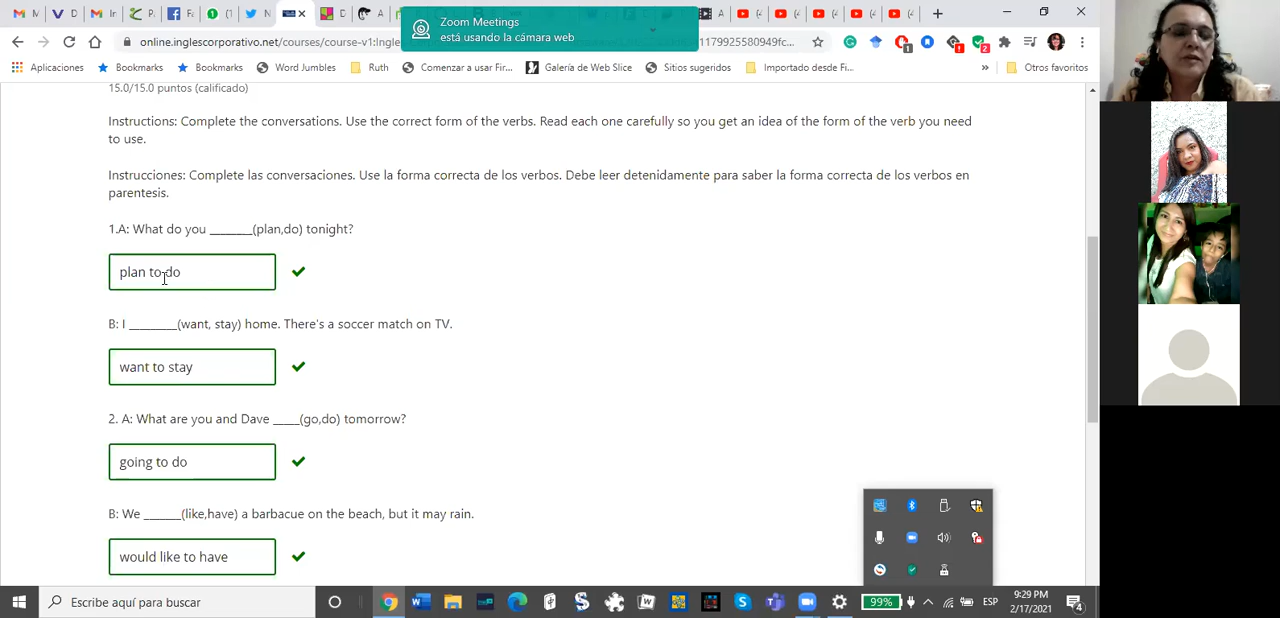 Zoom Meetings
está usando la cámara web
online.inglescorporative.net/courses/course-v1:Ingle
1179925580949fc...
Aplicaciones
Bookmarks
Bookmarks
Word Jumbles
Ruth
Comenzar a usar Fir...
Galería de Web Slice
Sitios sugeridos
Importado desde Fi...
»
Otros favoritos
15.0/15.0 puntos (calificado)
Instructions: Complete the conversations. Use the correct form of the verbs. Read each one carefully so you get an idea of the form of the verb you need
to use.
Instrucciones: Complete las conversaciones. Use la forma correcta de los verbos. Debe leer detenidamente para saber la forma correcta de los verbos en
parentesis.
1.A: What do you _______(plan,do) tonight?
plan to do
B: I ________(want, stay) home. There's a soccer match on TV.
want to stay
2. A: What are you and Dave ____(go,do) tomorrow?
going to do
B: We ______(like,have) a barbacue on the beach, but it may rain.
would like to have
Escribe aquí para buscar
99%
ESP
9:29 PM
2/17/2021
4